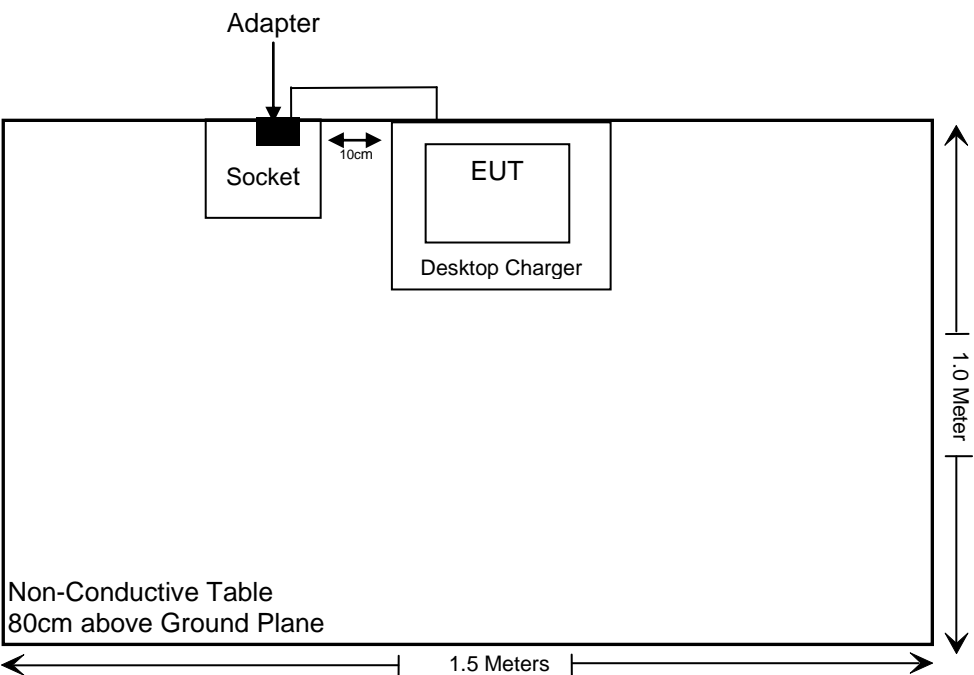 Adapter
10cm
Socket
EUT
Desktop Charger
1.0 Meter
Non-Conductive Table
80cm above Ground Plane
1.5 Meters